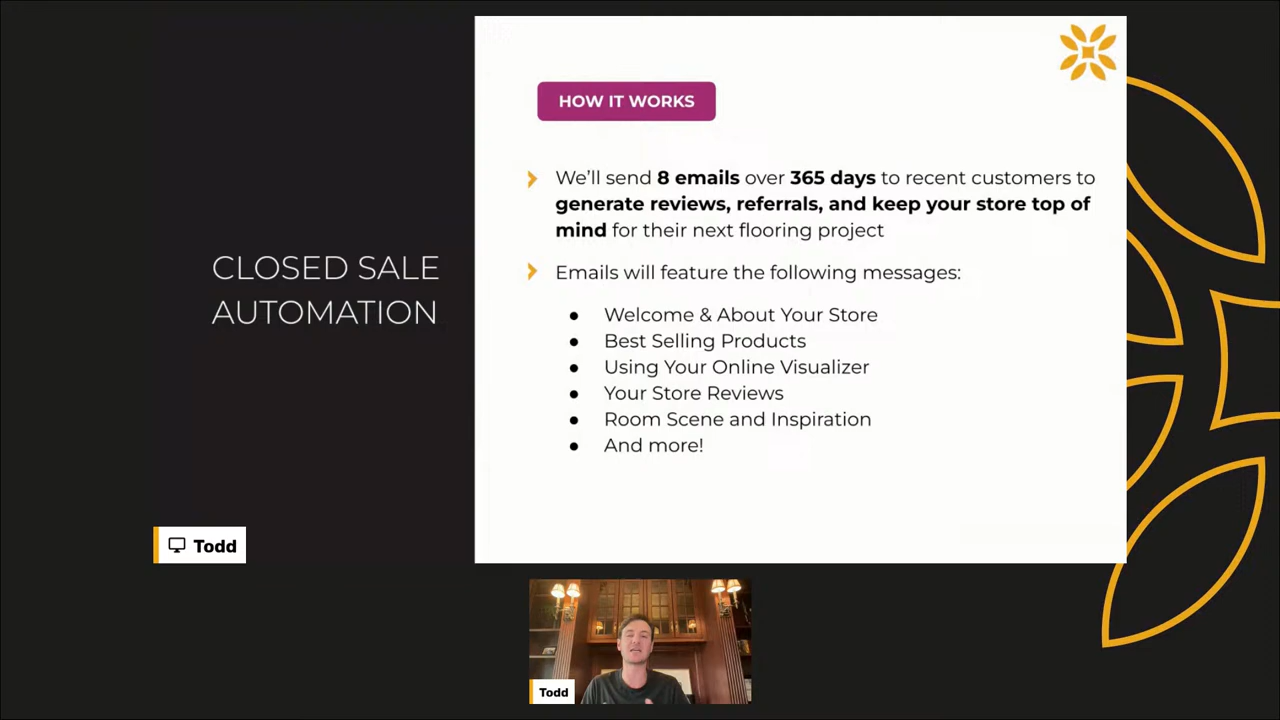 HOW IT WORKS
We'll send 8 emails over 365 days to recent customers to
generate reviews, referrals, and keep your store top of
mind for their next flooring project
Emails will feature the following messages:
● Welcome & About Your Store
● Best Selling Products
● Using Your Online Visualizer
● Your Store Reviews
● Room Scene and Inspiration
● And more!
CLOSED SALE
AUTOMATION
Todd
Todd